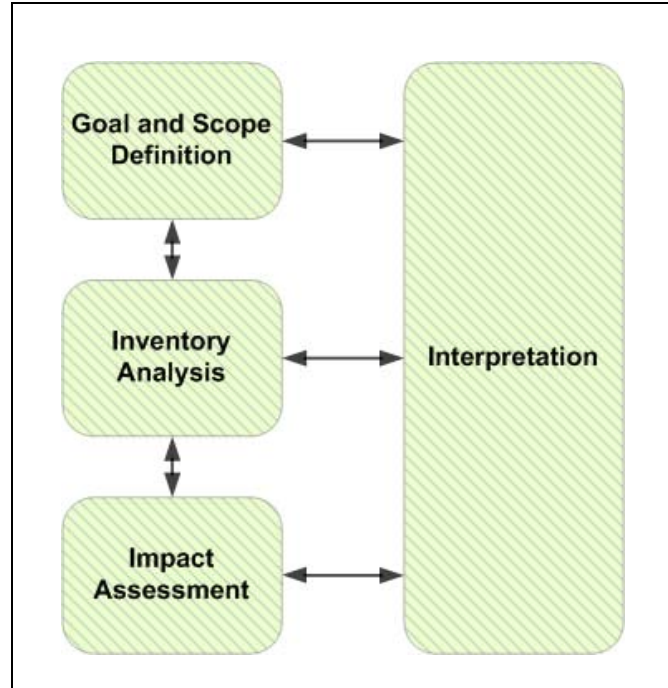 Goal and Scope
Definition
Inventory
Analysis
Interpretation
Impact
Assessment